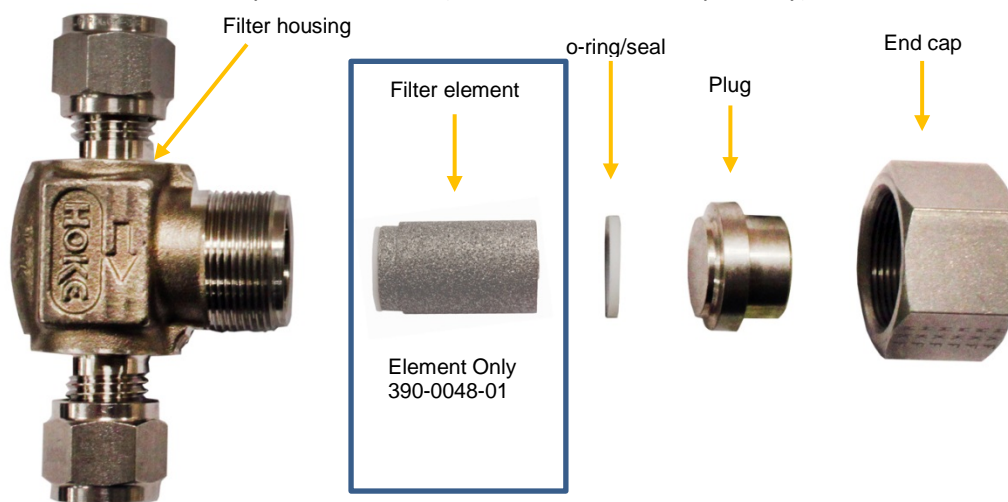 Filter housing
o-ring/seal
End cap
Filter element
Plug
HOKE
Element Only
390-0048-01